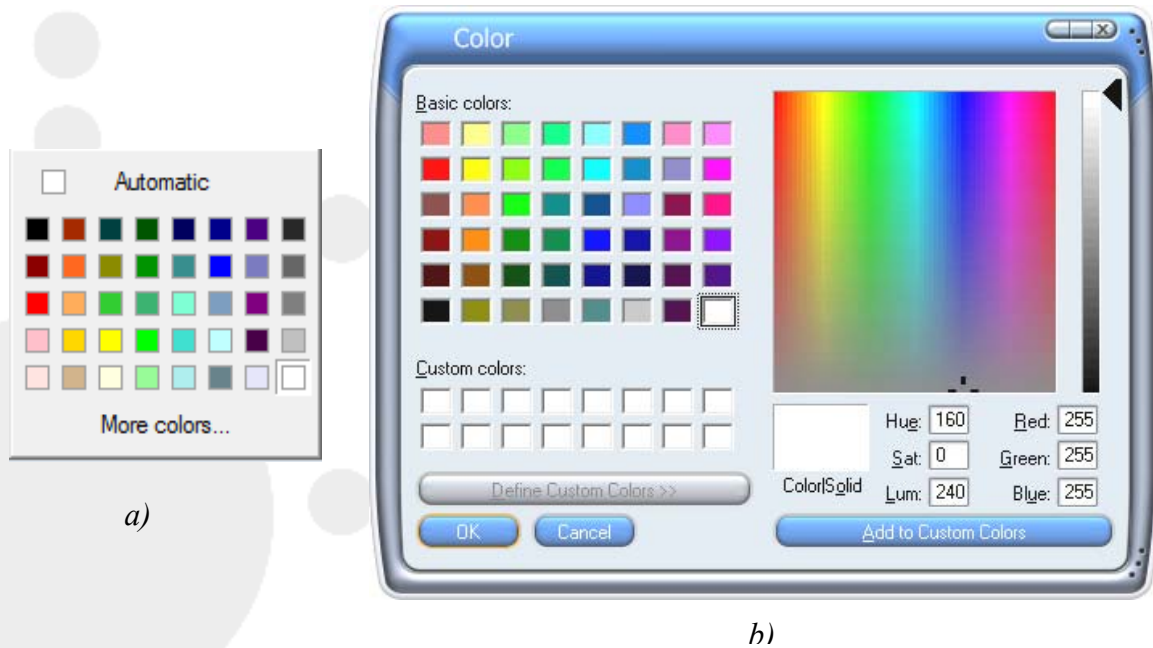 Automatic
More colors...
a)
Color
Basic colors:
Custom colors:
Define Custom Colors >>
OK
Cancel
Color|Solid
Hue: 160
Sat: 0
Lum: 240
Red: 255
Green: 255
Blue: 255
Add to Custom Colors
b)